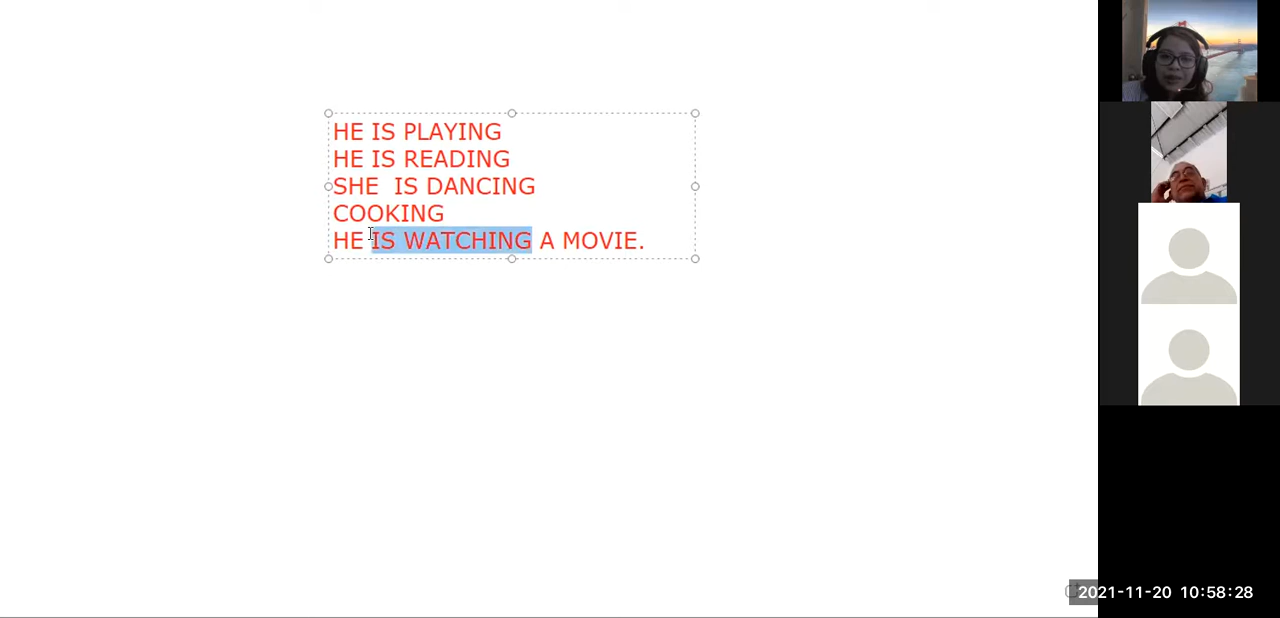 HE IS PLAYING
HE IS READING
SHE  IS DANCING
COOKING
HE IS WATCHING A MOVIE.
2021-11-20 10:58:28